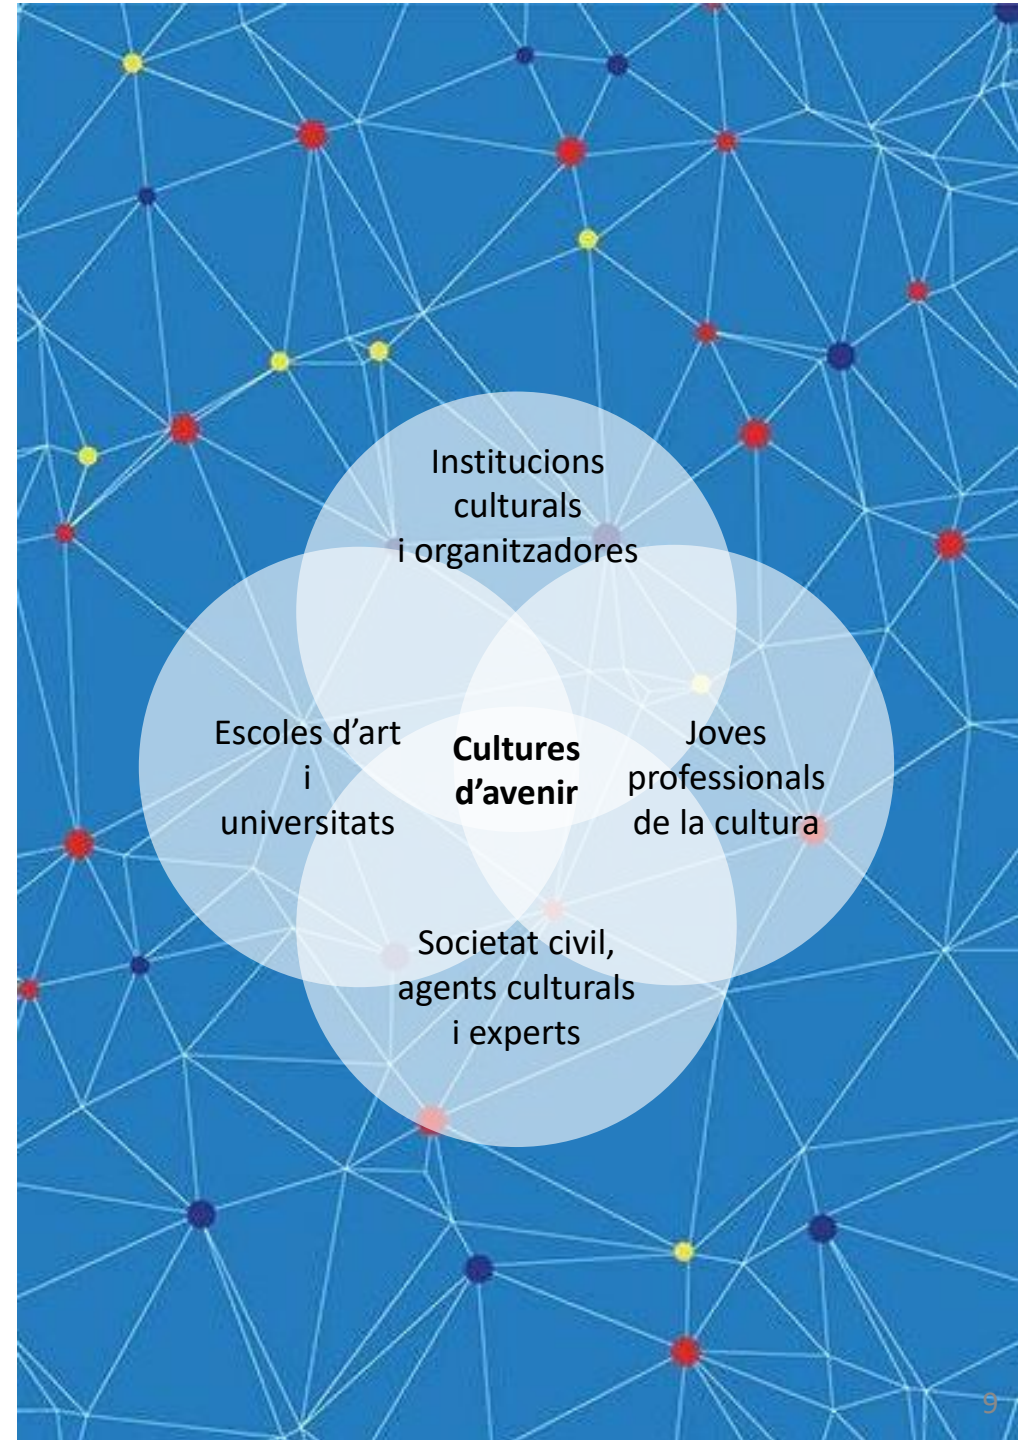 Institucions
culturals
i organitzadores
Escoles d’art
i
universitats
Cultures
d’avenir
Joves
professionals
de la cultura
Societat civil,
agents culturals
i experts
9